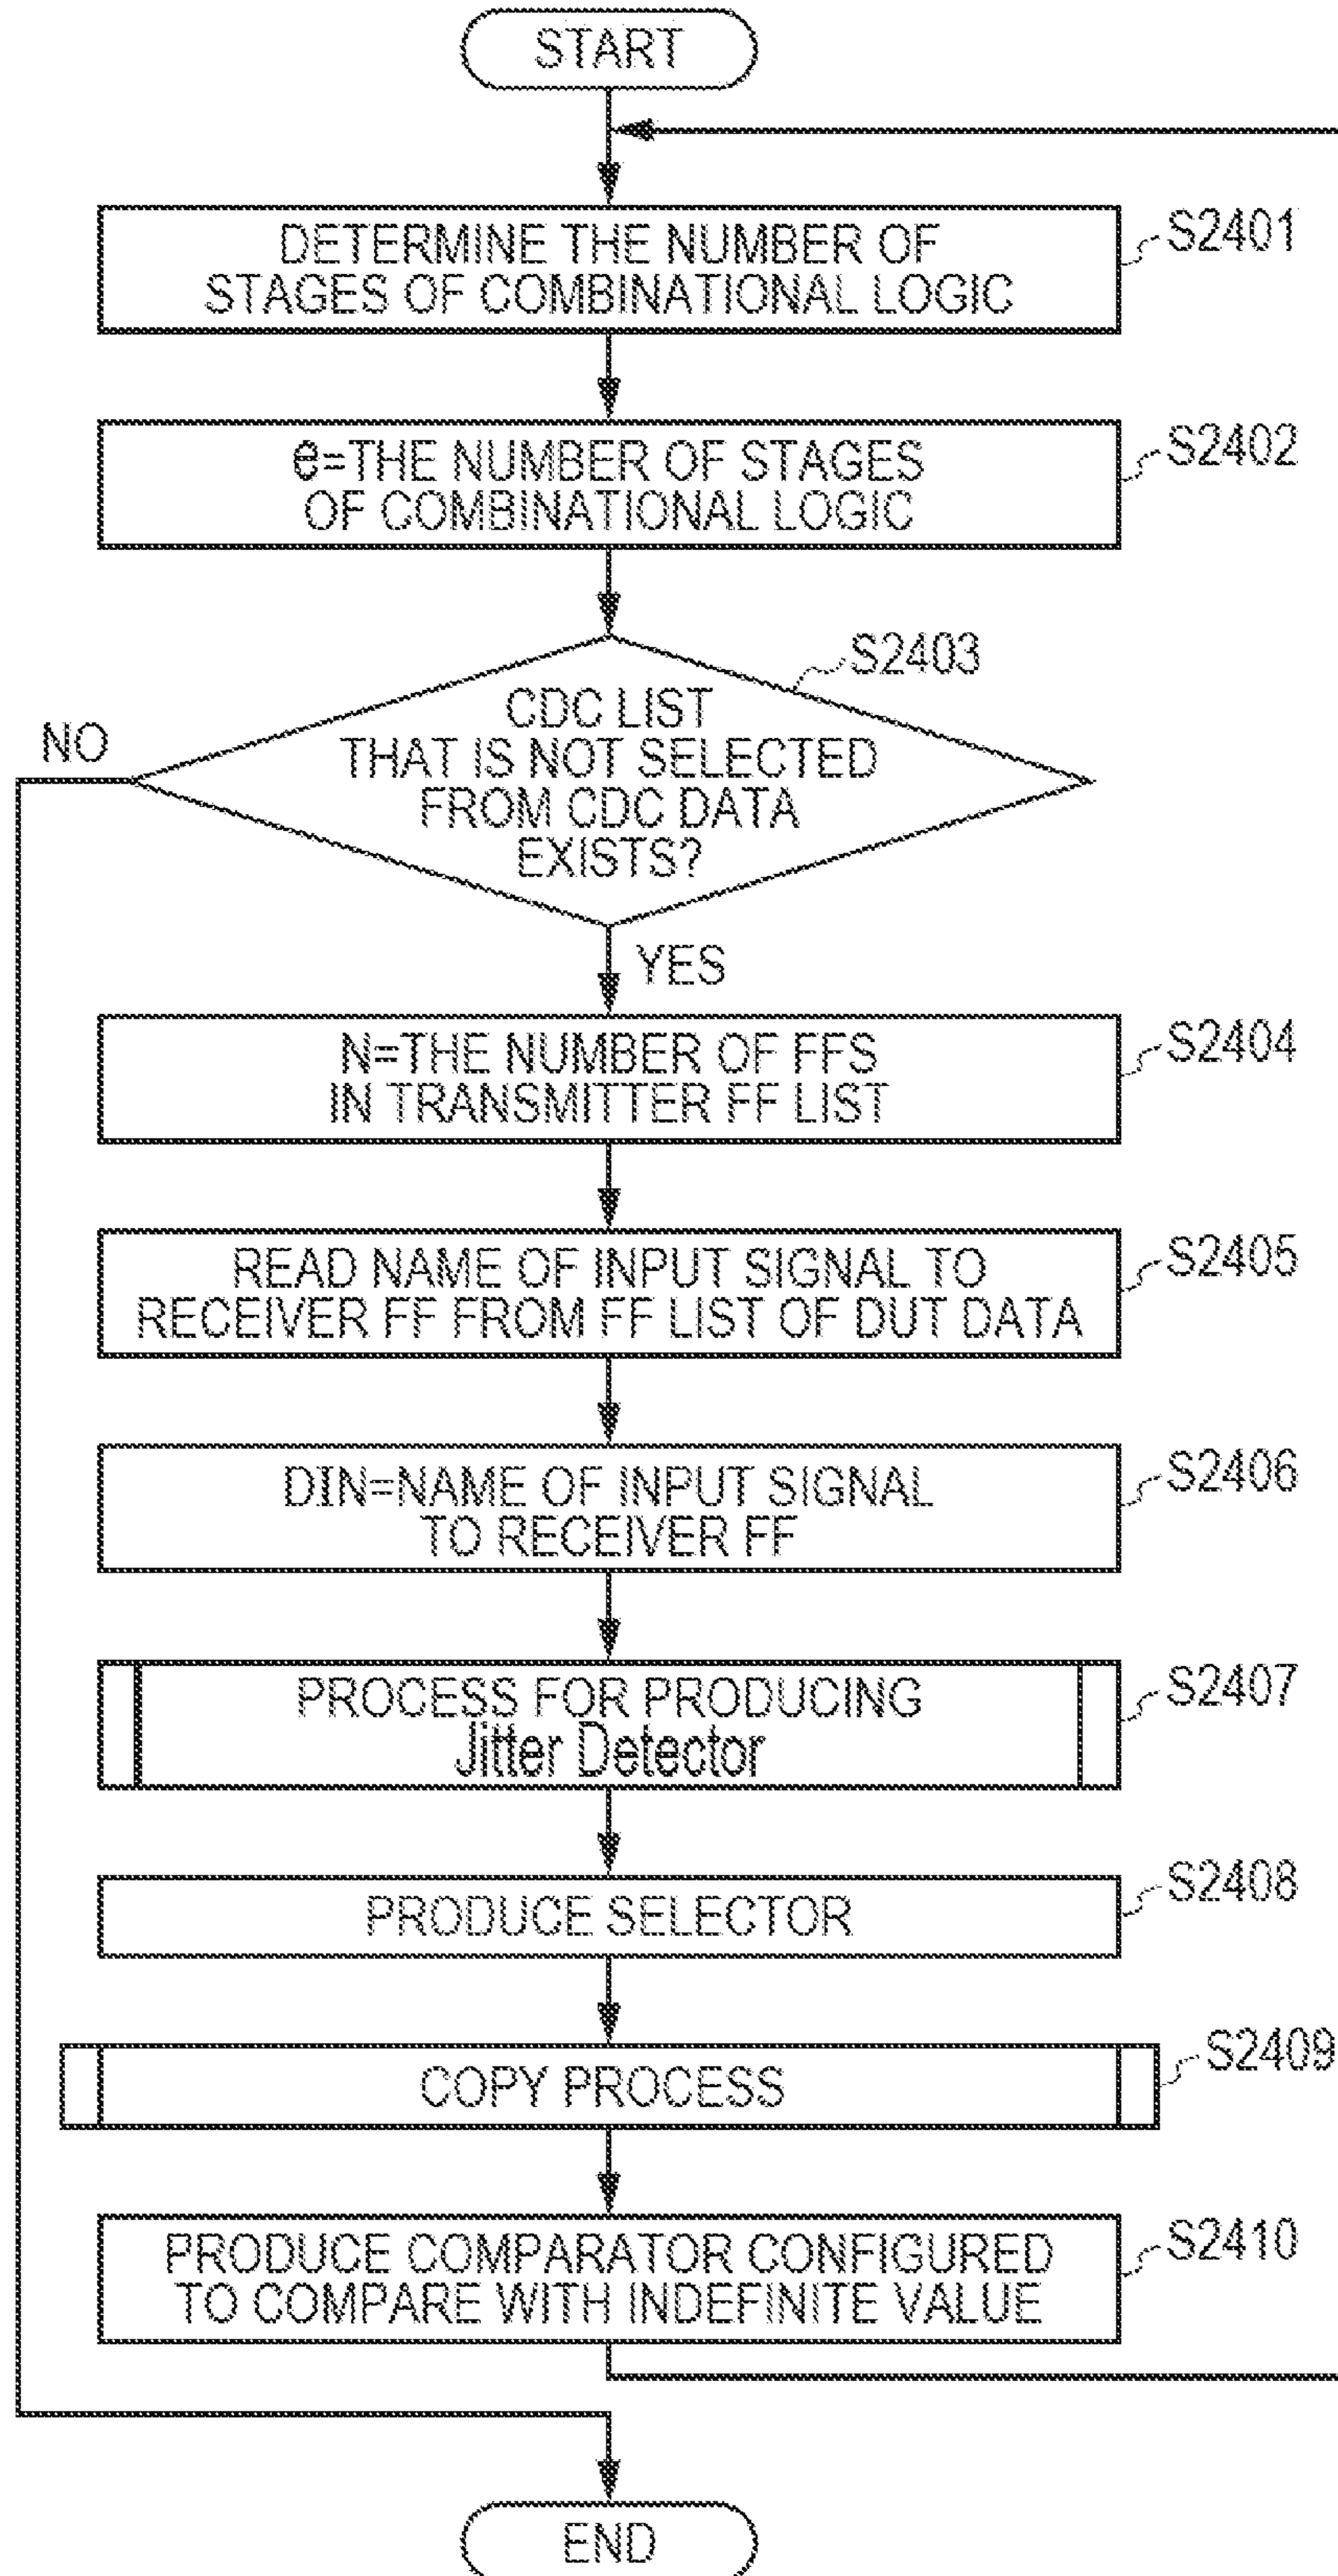 START
DETERMINE THE NUMBER OF
STAGES OF COMBINATIONAL LOGIC
S2401
e=THE NUMBER OF STAGES
OF COMBINATIONAL LOGIC
S2402
S2403
CDC LIST
THAT IS NOT SELECTED
FROM CDC DATA
EXISTS?
NO
YES
N=THE NUMBER OF FFS
IN TRANSMITTER FF LIST
S2404
READ NAME OF INPUT SIGNAL TO
RECEIVER FF FROM FF LIST OF DUT DATA
S2405
DIN=NAME OF INPUT SIGNAL
TO RECEIVER FF
S2406
PROCESS FOR PRODUCING
Jitter Detector
S2407
PRODUCE SELECTOR
S2408
COPY PROCESS
S2409
PRODUCE COMPARATOR CONFIGURED
TO COMPARE WITH INDEFINITE VALUE
S2410
END